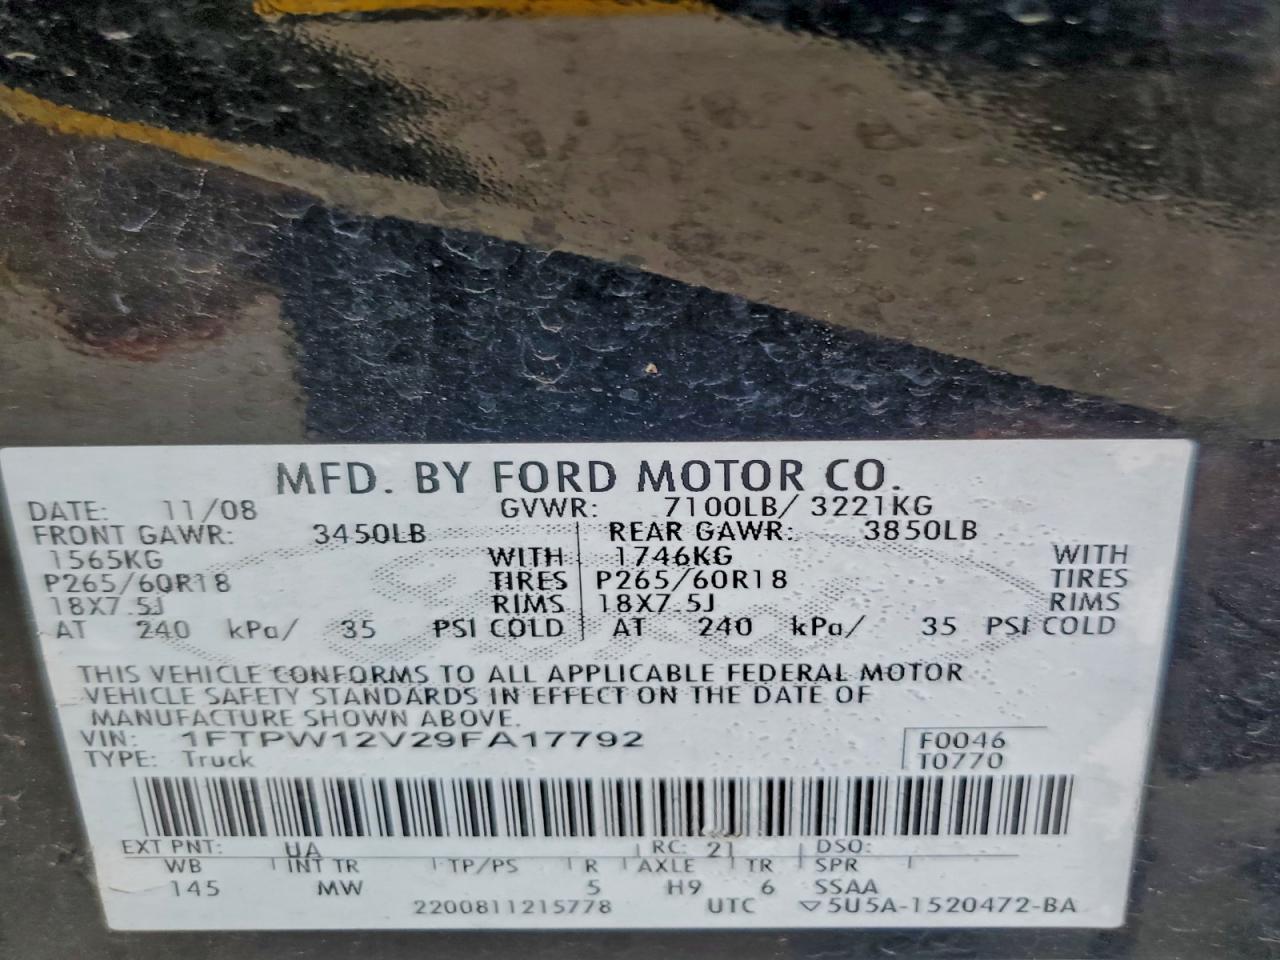 MFD. BY FORD MOTOR CO.
DATE: 11/08 GVWR: 7100LB/ 3221KG
FRONT GAWR: 3450LB REAR GAWR: 3850LB
1565KG WITH 1746KG WITH
P265/60R18 TIRES P265/60R18 TIRES
18X7.5J RIMS 18X7.5J RIMS
AT 240 kPa/ 35 PSI COLD AT 240 kPa/ 35 PSI COLD
THIS VEHICLE CONFORMS TO ALL APPLICABLE FEDERAL MOTOR
VEHICLE SAFETY STANDARDS IN EFFECT ON THE DATE OF
MANUFACTURE SHOWN ABOVE.
VIN: 1FTPW12V29FA17792 F0046
TYPE: Truck T0770
EXT PNT: UA RC: 21 DSO:
WB INT TR TP/PS R AXLE TR SPR
145 MW 5 H9 6 SSAA
2200811215778 UTC ▽5U5A-1520472-BA